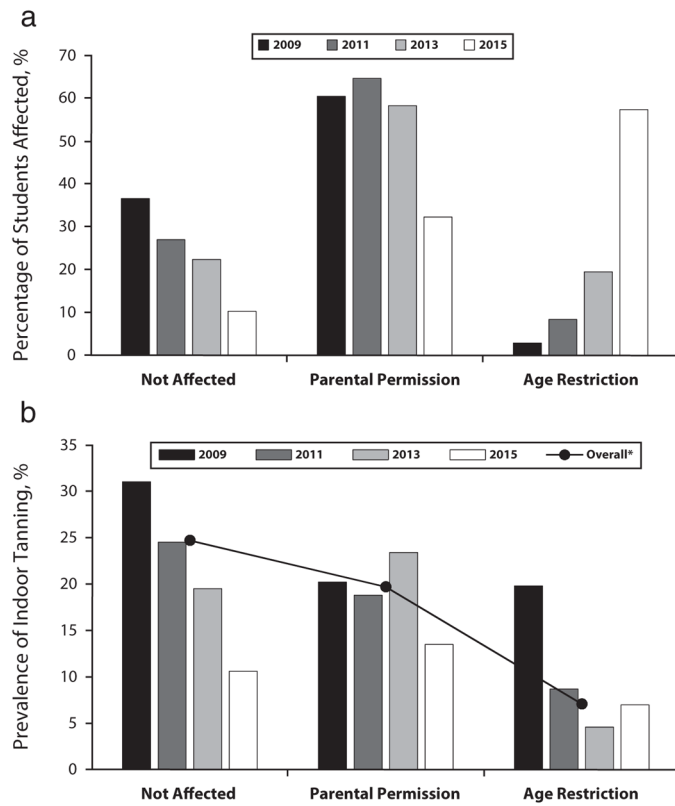 a
2009 2011 2013 2015
Percentage of Students Affected, %
70
60
50
40
30
20
10
0
Not Affected Parental Permission Age Restriction
b
2009 2011 2013 2015 Overall*
Prevalence of Indoor Tanning, %
35
30
25
20
15
10
5
0
Not Affected Parental Permission Age Restriction